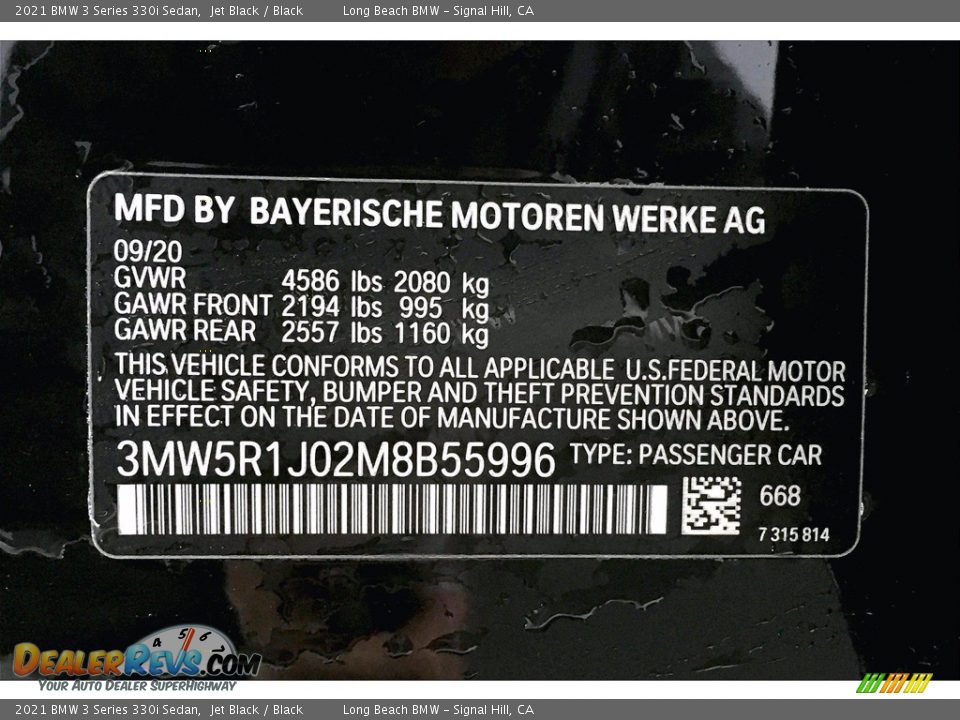 2021 BMW 3 Series 330i Sedan, Jet Black / Black Long Beach BMW - Signal Hill, CA
MFD BY BAYERISCHE MOTOREN WERKE AG
09/20
GVWR 4586 lbs 2080 kg
GAWR FRONT 2194 lbs 995 kg
GAWR REAR 2557 lbs 1160 kg
THIS VEHICLE CONFORMS TO ALL APPLICABLE U.S.FEDERAL MOTOR
VEHICLE SAFETY, BUMPER AND THEFT PREVENTION STANDARDS
IN EFFECT ON THE DATE OF MANUFACTURE SHOWN ABOVE.
3MW5R1J02M8B55996 TYPE: PASSENGER CAR
668
7 315 814
4 5 6
DEALERREVS.COM
YOUR AUTO DEALER SUPERHIGHWAY
2021 BMW 3 Series 330i Sedan, Jet Black / Black Long Beach BMW - Signal Hill, CA